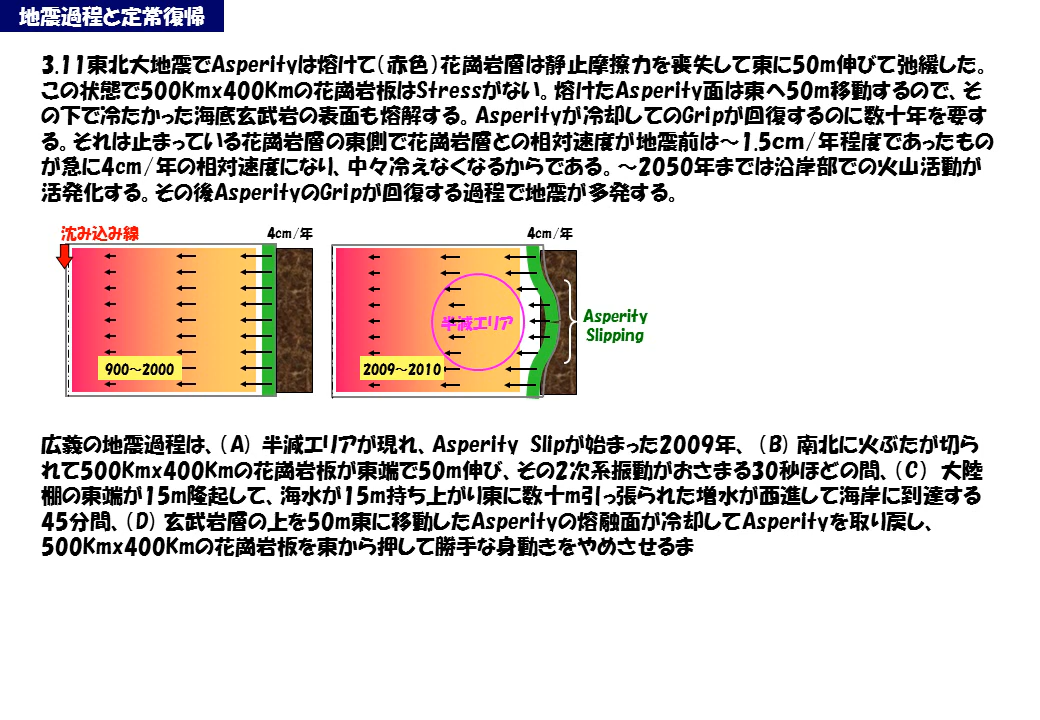 地震過程と定常復帰
3.11東北大地震でAsperityは熔けて（赤色）花崗岩層は静止摩擦力を喪失して東に50m伸びて弛緩した。
この状態で500Kmx400Kmの花崗岩板はStressがない。熔けたAsperity面は東へ50m移動するので、そ
の下で冷たかった海底玄武岩の表面も熔解する。Asperityが冷却してのGripが回復するのに数十年を要す
る。それは止まっている花崗岩層の東側で花崗岩層との相対速度が地震前は～1.5cm/年程度であったもの
が急に4cm/年の相対速度になり、中々冷えなくなるからである。～2050年までは沿岸部での火山活動が
活発化する。その後AsperityのGripが回復する過程で地震が多発する。
沈み込み線
4cm/年
4cm/年
半減エリア
Asperity
Slipping
900～2000
2009～2010
広義の地震過程は、（A) 半減エリアが現れ、Asperity Slipが始まった2009年、（B) 南北に火ぶたが切ら
れて500Kmx400Kmの花崗岩板が東端で50m伸び、その2次系振動がおさまる30秒ほどの間、（C） 大陸
棚の東端が15m隆起して、海水が15m持ち上がり東に数十m引っ張られた増水が西進して海岸に到達する
45分間、（D) 玄武岩層の上を50m東に移動したAsperityの熔融面が冷却してAsperityを取り戻し、
500Kmx400Kmの花崗岩板を東から押して勝手な身動きをやめさせるま